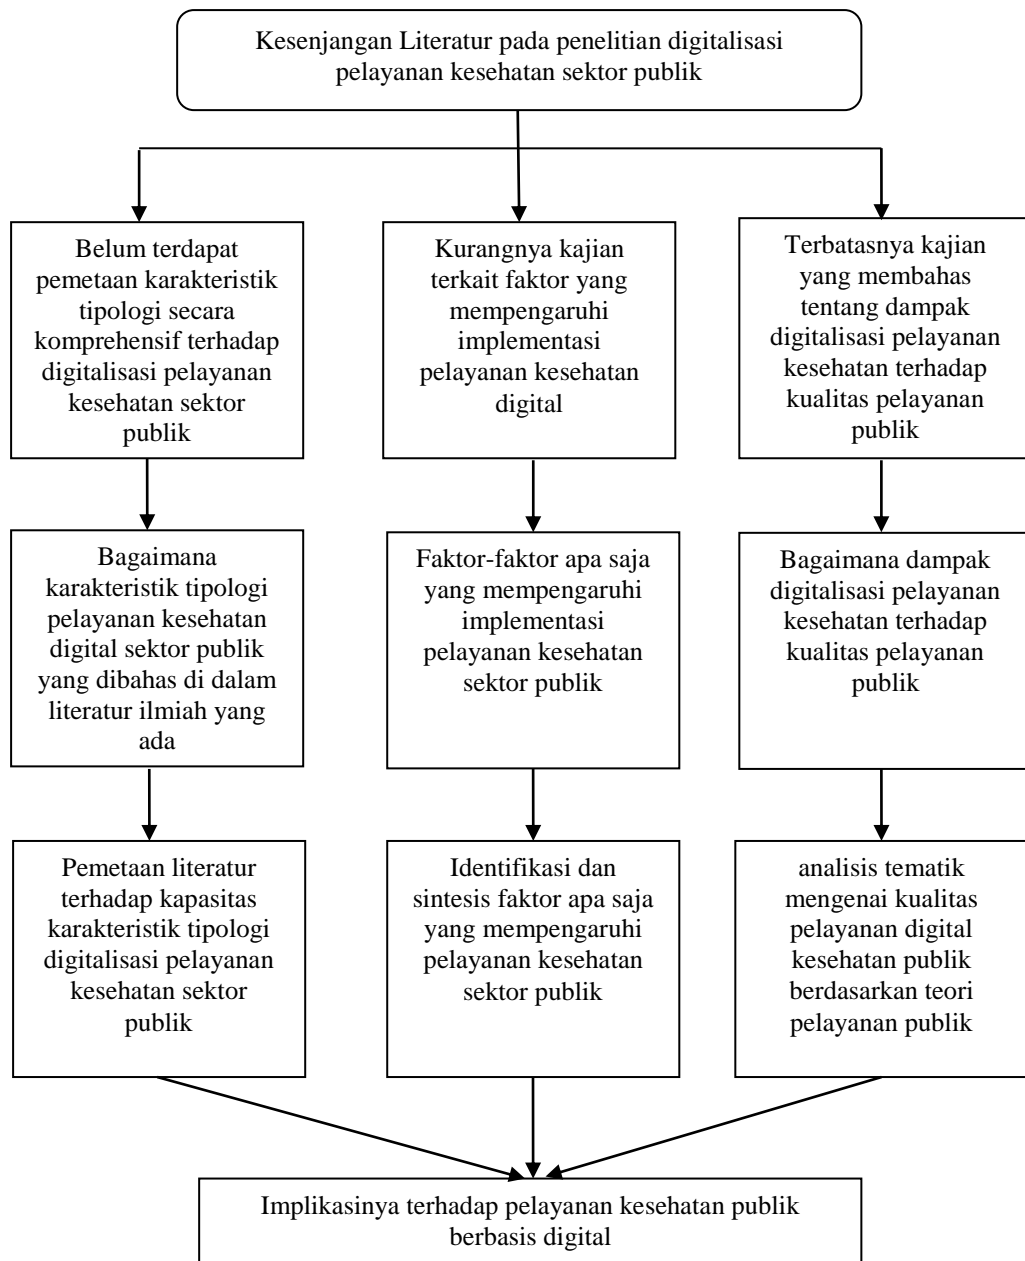 Kesenjangan Literatur pada penelitian digitalisasi
pelayanan kesehatan sektor publik
Belum terdapat
pemetaan karakteristik
tipologi secara
komprehensif terhadap
digitalisasi pelayanan
kesehatan sektor
publik
Kurangnya kajian
terkait faktor yang
mempengaruhi
implementasi
pelayanan kesehatan
digital
Terbatasnya kajian
yang membahas
tentang dampak
digitalisasi pelayanan
kesehatan terhadap
kualitas pelayanan
publik
Bagaimana
karakteristik tipologi
pelayanan kesehatan
digital sektor publik
yang dibahas di dalam
literatur ilmiah yang
ada
Faktor-faktor apa saja
yang mempengaruhi
implementasi
pelayanan kesehatan
sektor publik
Bagaimana dampak
digitalisasi pelayanan
kesehatan terhadap
kualitas pelayanan
publik
Pemetaan literatur
terhadap kapasitas
karakteristik tipologi
digitalisasi pelayanan
kesehatan sektor
publik
Identifikasi dan
sintesis faktor apa saja
yang mempengaruhi
pelayanan kesehatan
sektor publik
analisis tematik
mengenai kualitas
pelayanan digital
kesehatan publik
berdasarkan teori
pelayanan publik
Implikasinya terhadap pelayanan kesehatan publik
berbasis digital